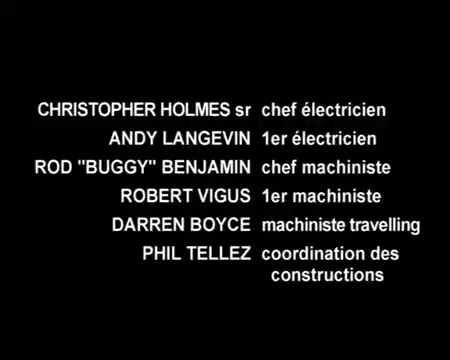 CHRISTOPHER HOLMES sr chef électricien
ANDY LANGEVIN 1er électricien
ROD "BUGGY" BENJAMIN chef machiniste
ROBERT VIGUS 1er machiniste
DARREN BOYCE machiniste travelling
PHIL TELLEZ coordination des
constructions